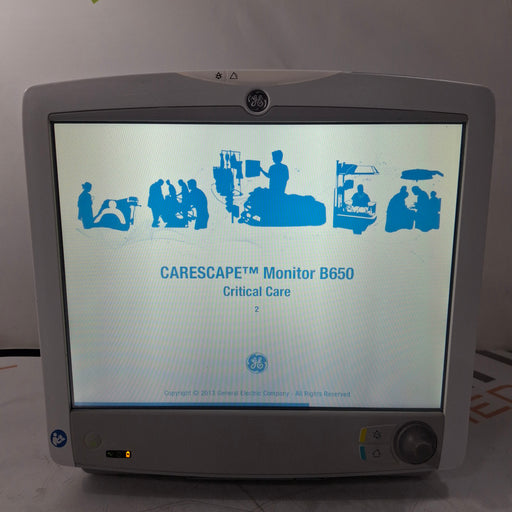 CARESCAPE™ Monitor B650
Critical Care
2
Copyright © 2013 General Electric Company - All Rights Reserved